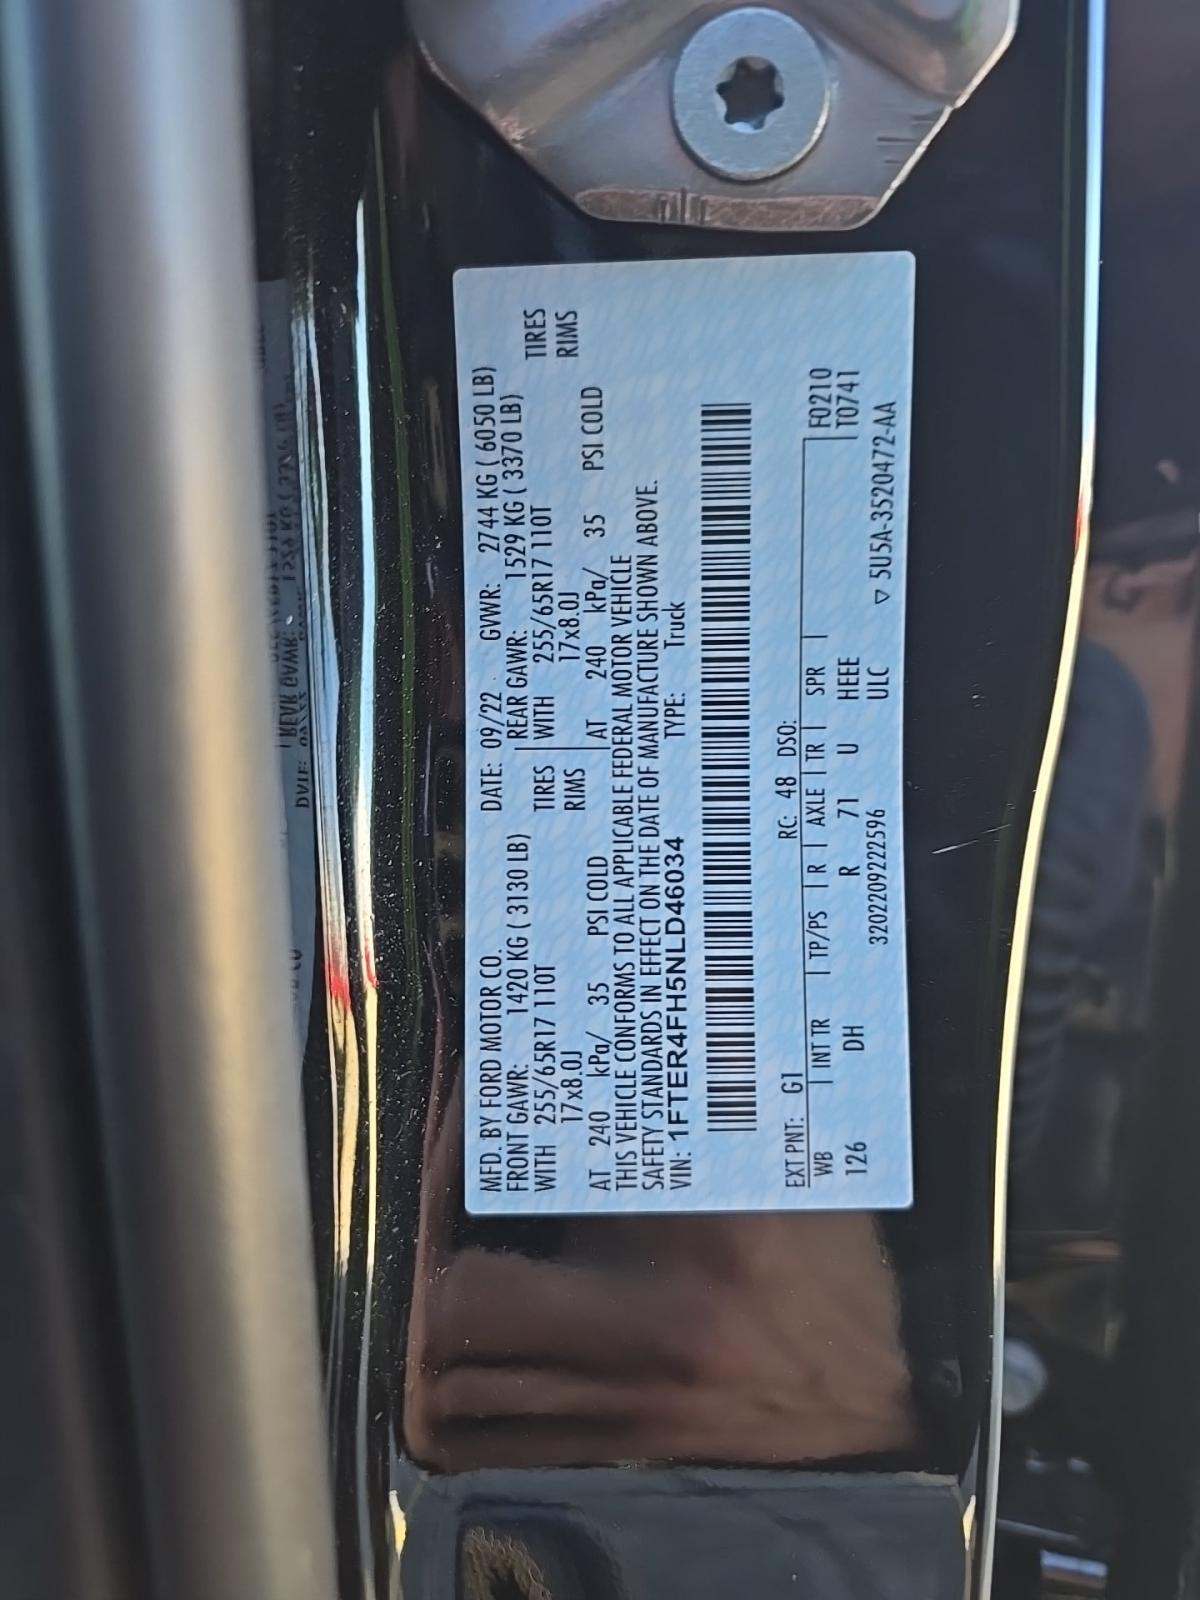 MFD. BY FORD MOTOR CO. DATE: 09/22 GVWR: 2744 KG ( 6050 LB)
FRONT GAWR: 1420 KG ( 3130 LB) REAR GAWR: 1529 KG ( 3370 LB)
WITH 255/65R17 110T TIRES WITH 255/65R17 110T TIRES
17x8.0J RIMS 17x8.0J RIMS
AT 240 kPa/ 35 PSI COLD AT 240 kPa/ 35 PSI COLD
THIS VEHICLE CONFORMS TO ALL APPLICABLE FEDERAL MOTOR VEHICLE
SAFETY STANDARDS IN EFFECT ON THE DATE OF MANUFACTURE SHOWN ABOVE.
VIN: 1FTER4FH5NLD46034 TYPE: Truck
EXT PNT: G1 RC: 48 DSO:
WB INT TR TP/PS R AXLE TR SPR F0210
126 DH R 71 U HEEE T0741
ULC
3202209222596 ▽ 5U5A-3520472-AA